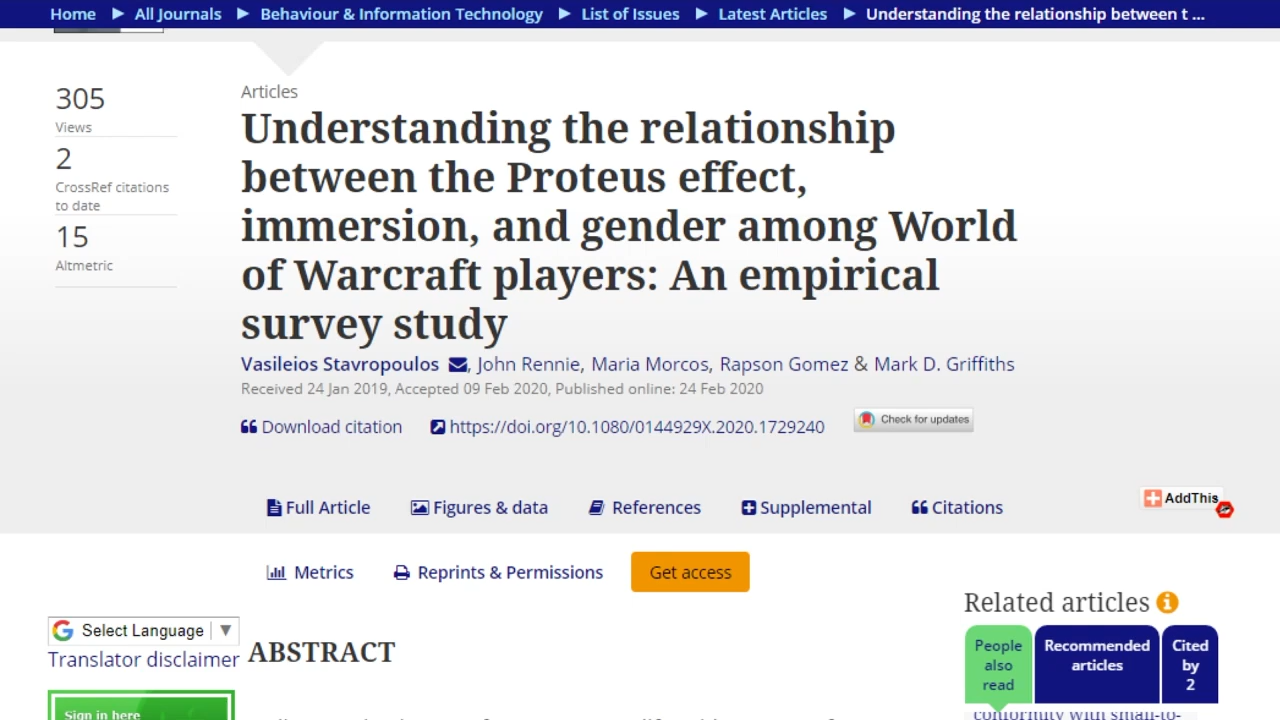 Home ▶ All Journals ▶ Behaviour & Information Technology ▶ List of Issues ▶ Latest Articles ▶ Understanding the relationship between t ...
305
Views
2
CrossRef citations
to date
15
Altmetric
Articles
Understanding the relationship
between the Proteus effect,
immersion, and gender among World
of Warcraft players: An empirical
survey study
Vasileios Stavropoulos, John Rennie, Maria Morcos, Rapson Gomez & Mark D. Griffiths
Received 24 Jan 2019, Accepted 09 Feb 2020, Published online: 24 Feb 2020
Download citation https://doi.org/10.1080/0144929X.2020.1729240 Check for updates
Full Article Figures & data References Supplemental Citations
AddThis
Metrics Reprints & Permissions Get access
Select Language ▼
Translator disclaimer
Sign in here
ABSTRACT
Related articles
People
also
read
Recommended
articles
Cited
by
2
conformity with small-to-